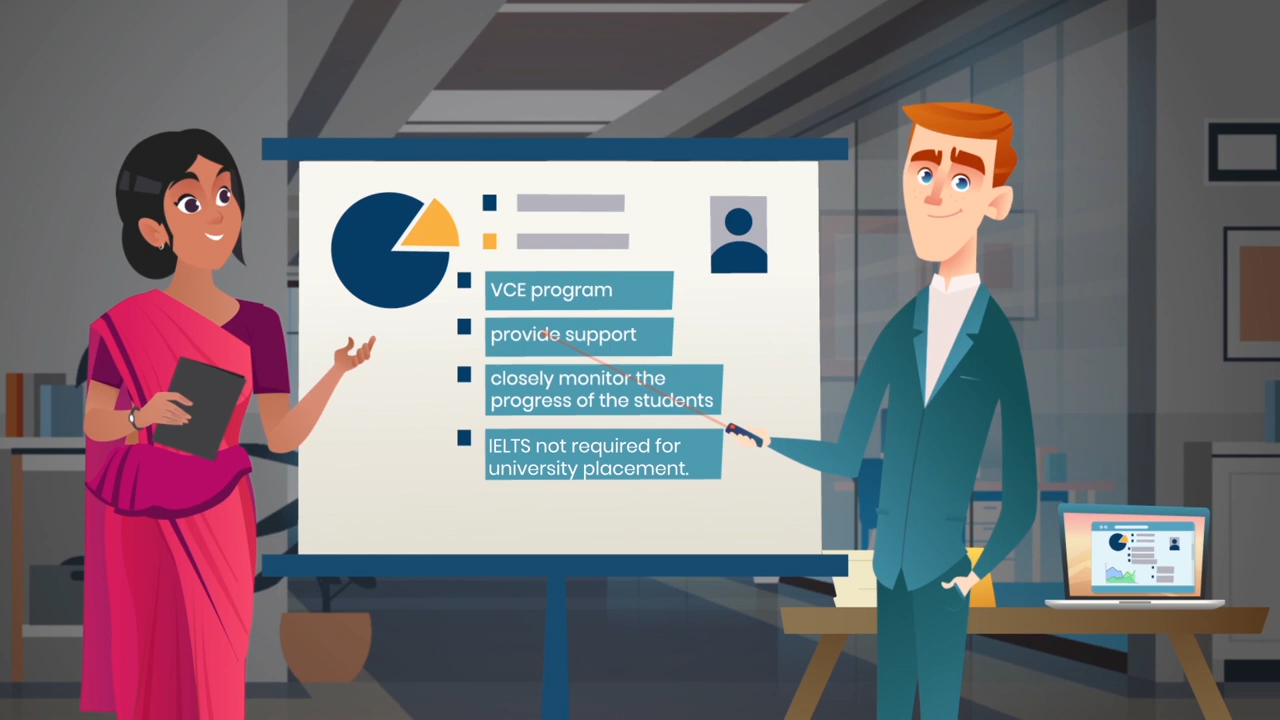 VCE program
provide support
closely monitor the
progress of the students
IELTS not required for
university placement.